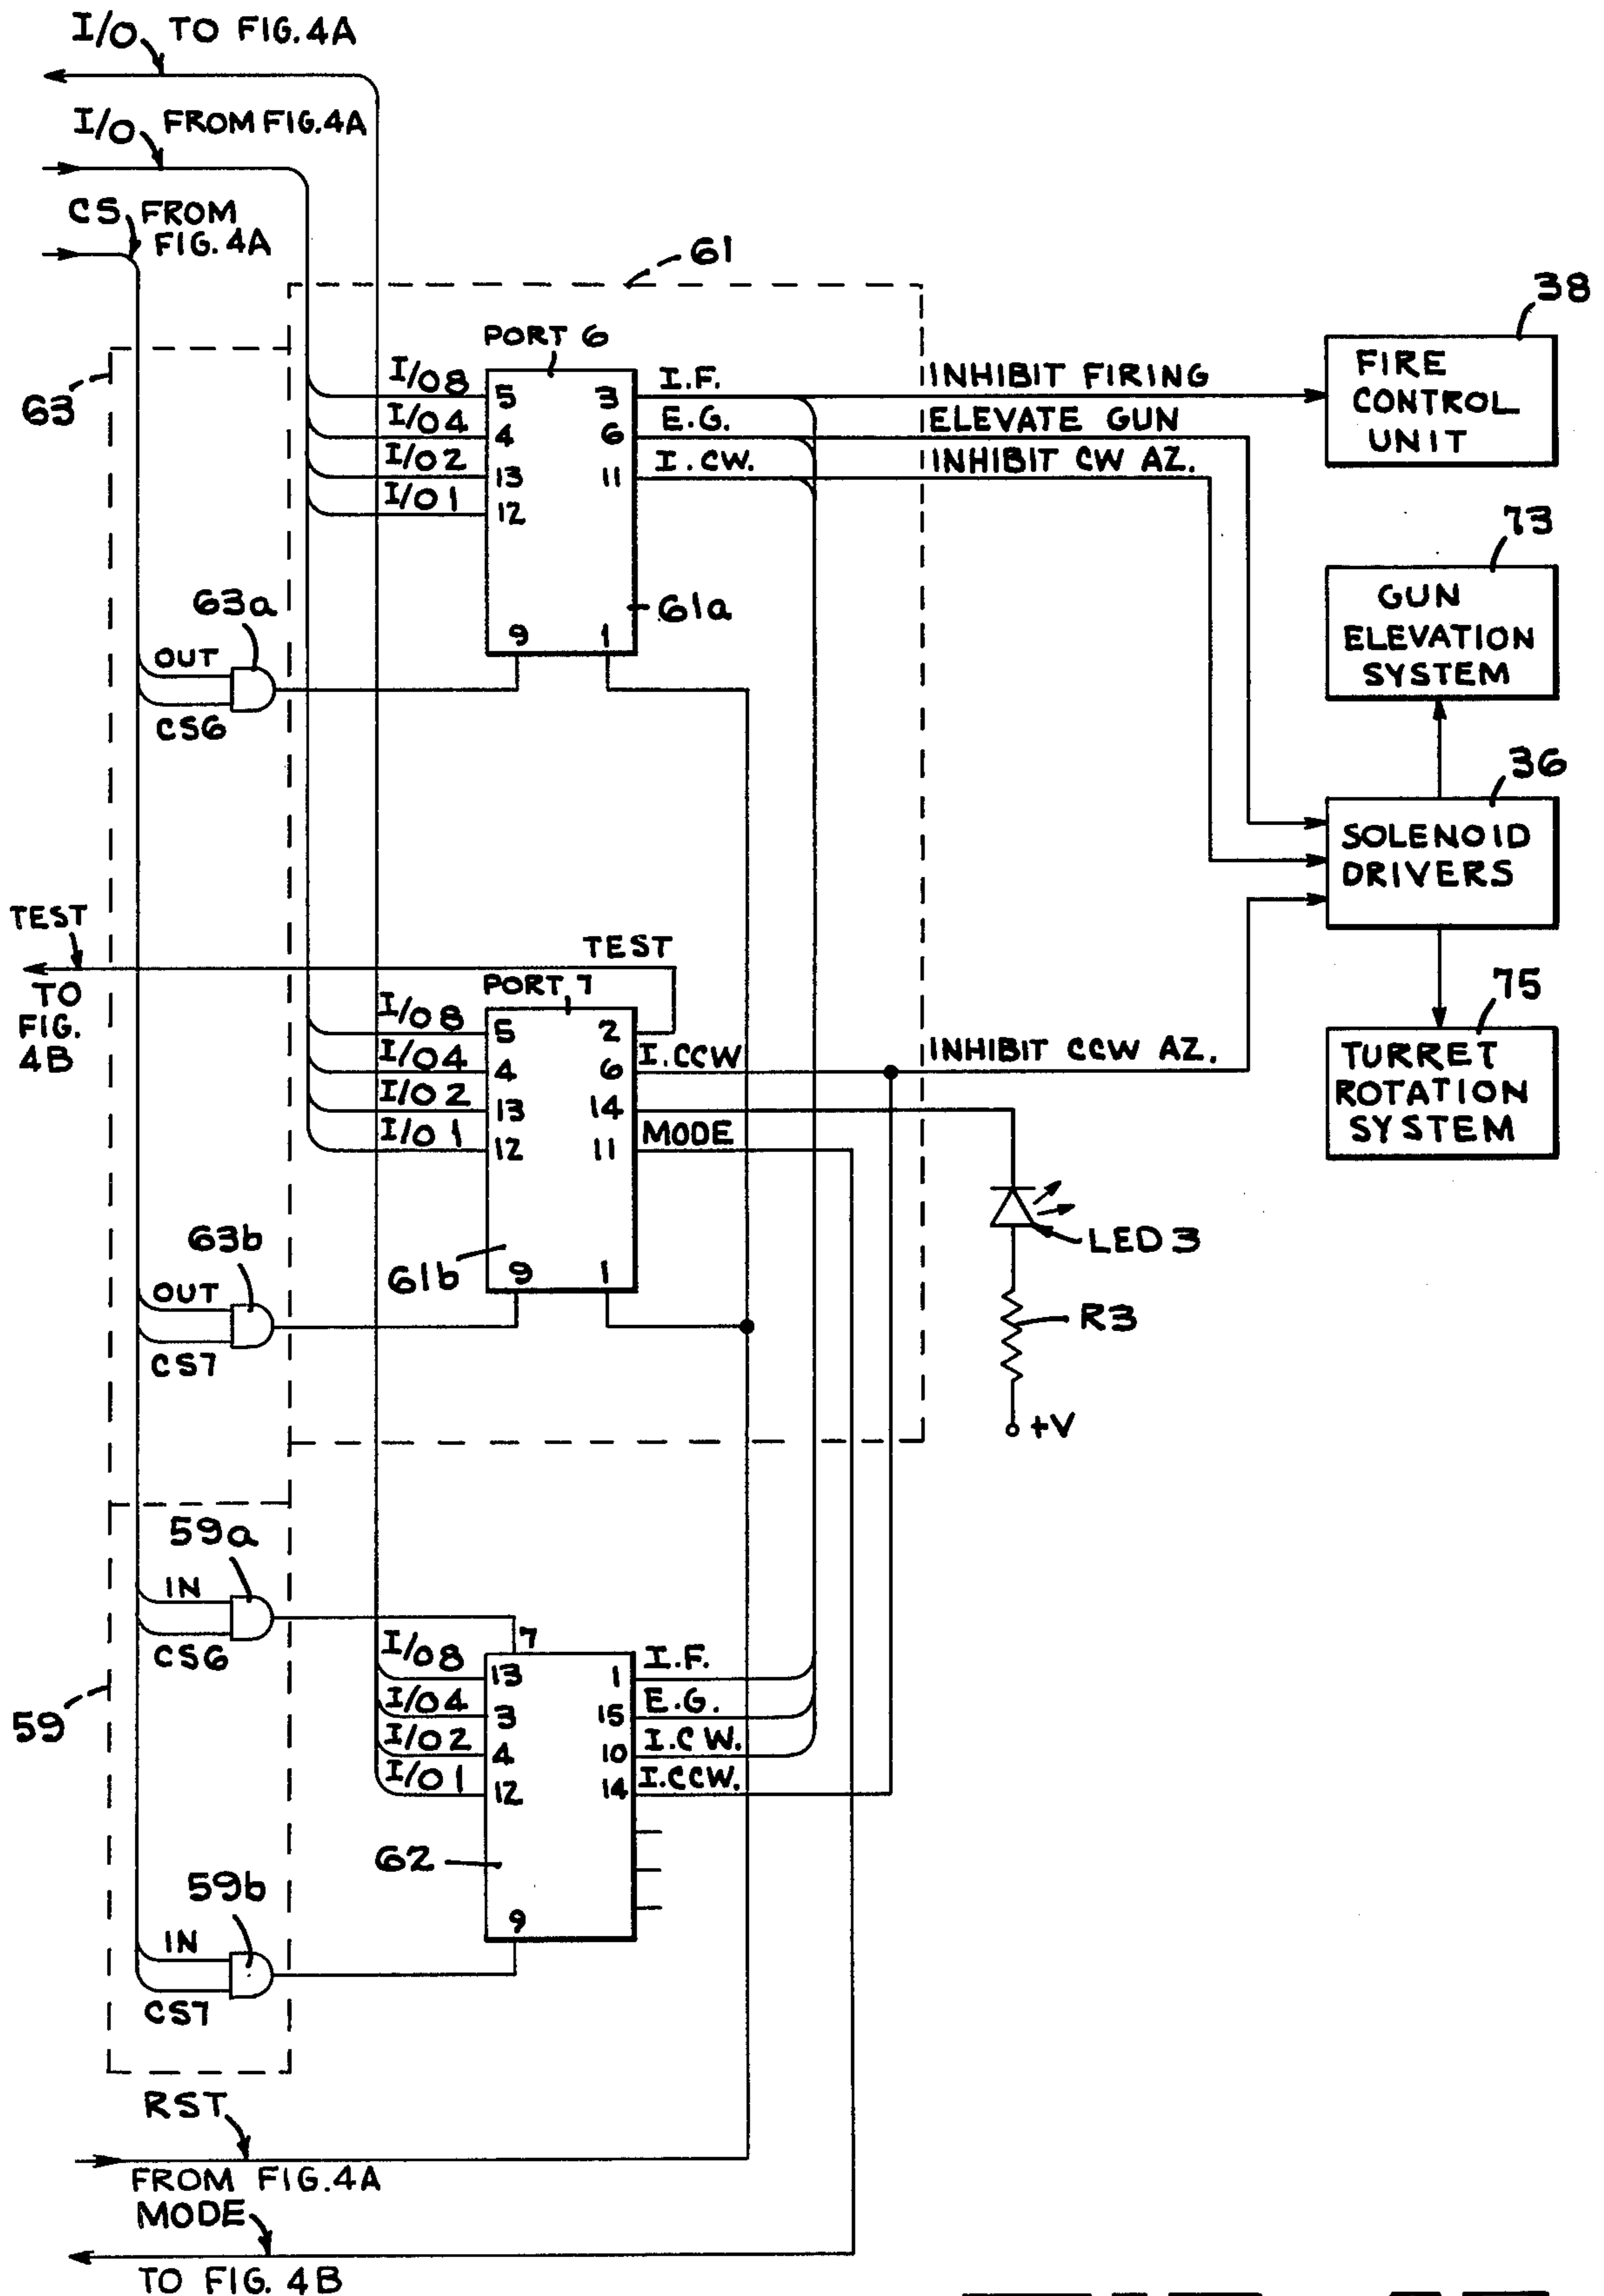 I/O TO FIG. 4A
I/O FROM FIG. 4A
CS FROM
FIG. 4A
61
38
PORT 6
FIRE
CONTROL
UNIT
63
I/O8
5
3
I.F.
INHIBIT FIRING
I/O4
4
6
E.G.
ELEVATE GUN
I/O2
13
11
I.CW.
INHIBIT CW AZ.
I/O1
12
73
GUN
ELEVATION
SYSTEM
63a
61a
9
1
OUT
CS6
36
SOLENOID
DRIVERS
TEST
TO
FIG.
4B
TEST
PORT 7
75
TURRET
ROTATION
SYSTEM
I/O8
5
2
I/O4
4
6
I.CCW
INHIBIT CCW AZ.
I/O2
13
14
I/O1
12
11
MODE
63b
61b
9
1
LED 3
OUT
CS7
R3
+V
59a
IN
CS6
7
59
I/O8
13
1
I.F.
I/O4
3
15
E.G.
I/O2
4
10
I.CW.
I/O1
12
14
I.CCW.
62
59b
9
IN
CS7
RST
FROM FIG. 4A
MODE
TO FIG. 4B